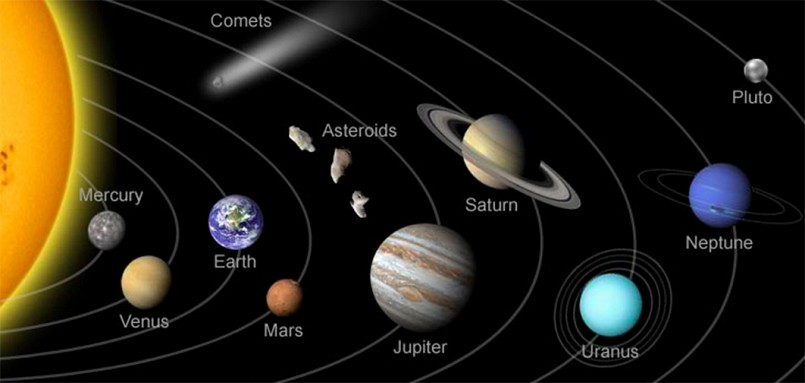 Comets
Pluto
Asteroids
Mercury
Saturn
Neptune
Earth
Venus
Mars
Jupiter
Uranus